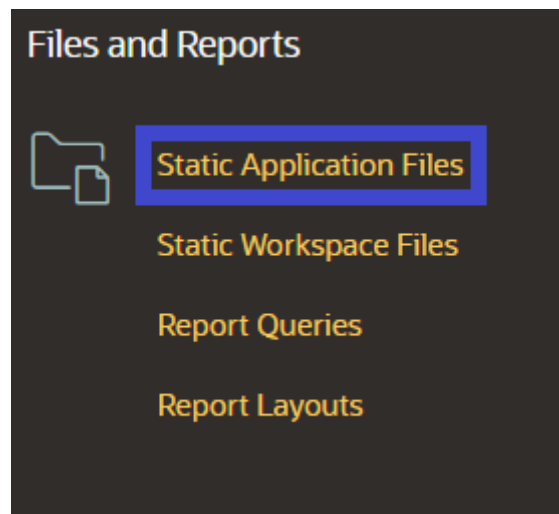 Files and Reports
Static Application Files
Static Workspace Files
Report Queries
Report Layouts